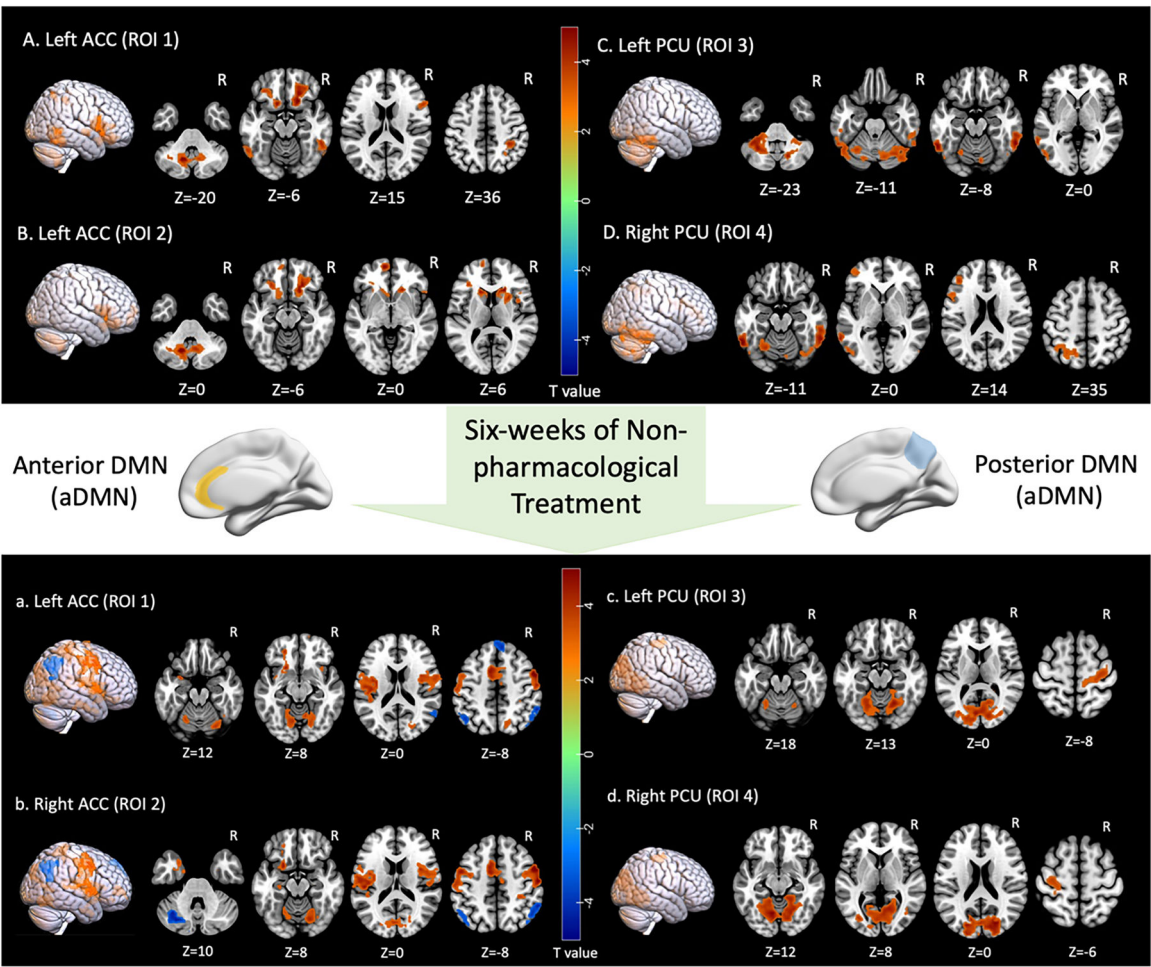 A. Left ACC (ROI 1)
R R R R
Z=-20 Z=-6 Z=15 Z=36
B. Left ACC (ROI 2)
R R R R
Z=0 Z=-6 Z=0 Z=6
4
2
0
-2
-4
T value
C. Left PCU (ROI 3)
R R R R
Z=-23 Z=-11 Z=-8 Z=0
D. Right PCU (ROI 4)
R R R R
Z=-11 Z=0 Z=14 Z=35
Anterior DMN
(aDMN)
Six-weeks of Non-
pharmacological
Treatment
Posterior DMN
(aDMN)
a. Left ACC (ROI 1)
R R R R
Z=12 Z=8 Z=0 Z=-8
b. Right ACC (ROI 2)
R R R R
Z=10 Z=8 Z=0 Z=-8
4
2
0
-2
-4
T value
c. Left PCU (ROI 3)
R R R R
Z=18 Z=13 Z=0 Z=-8
d. Right PCU (ROI 4)
R R R R
Z=12 Z=8 Z=0 Z=-6